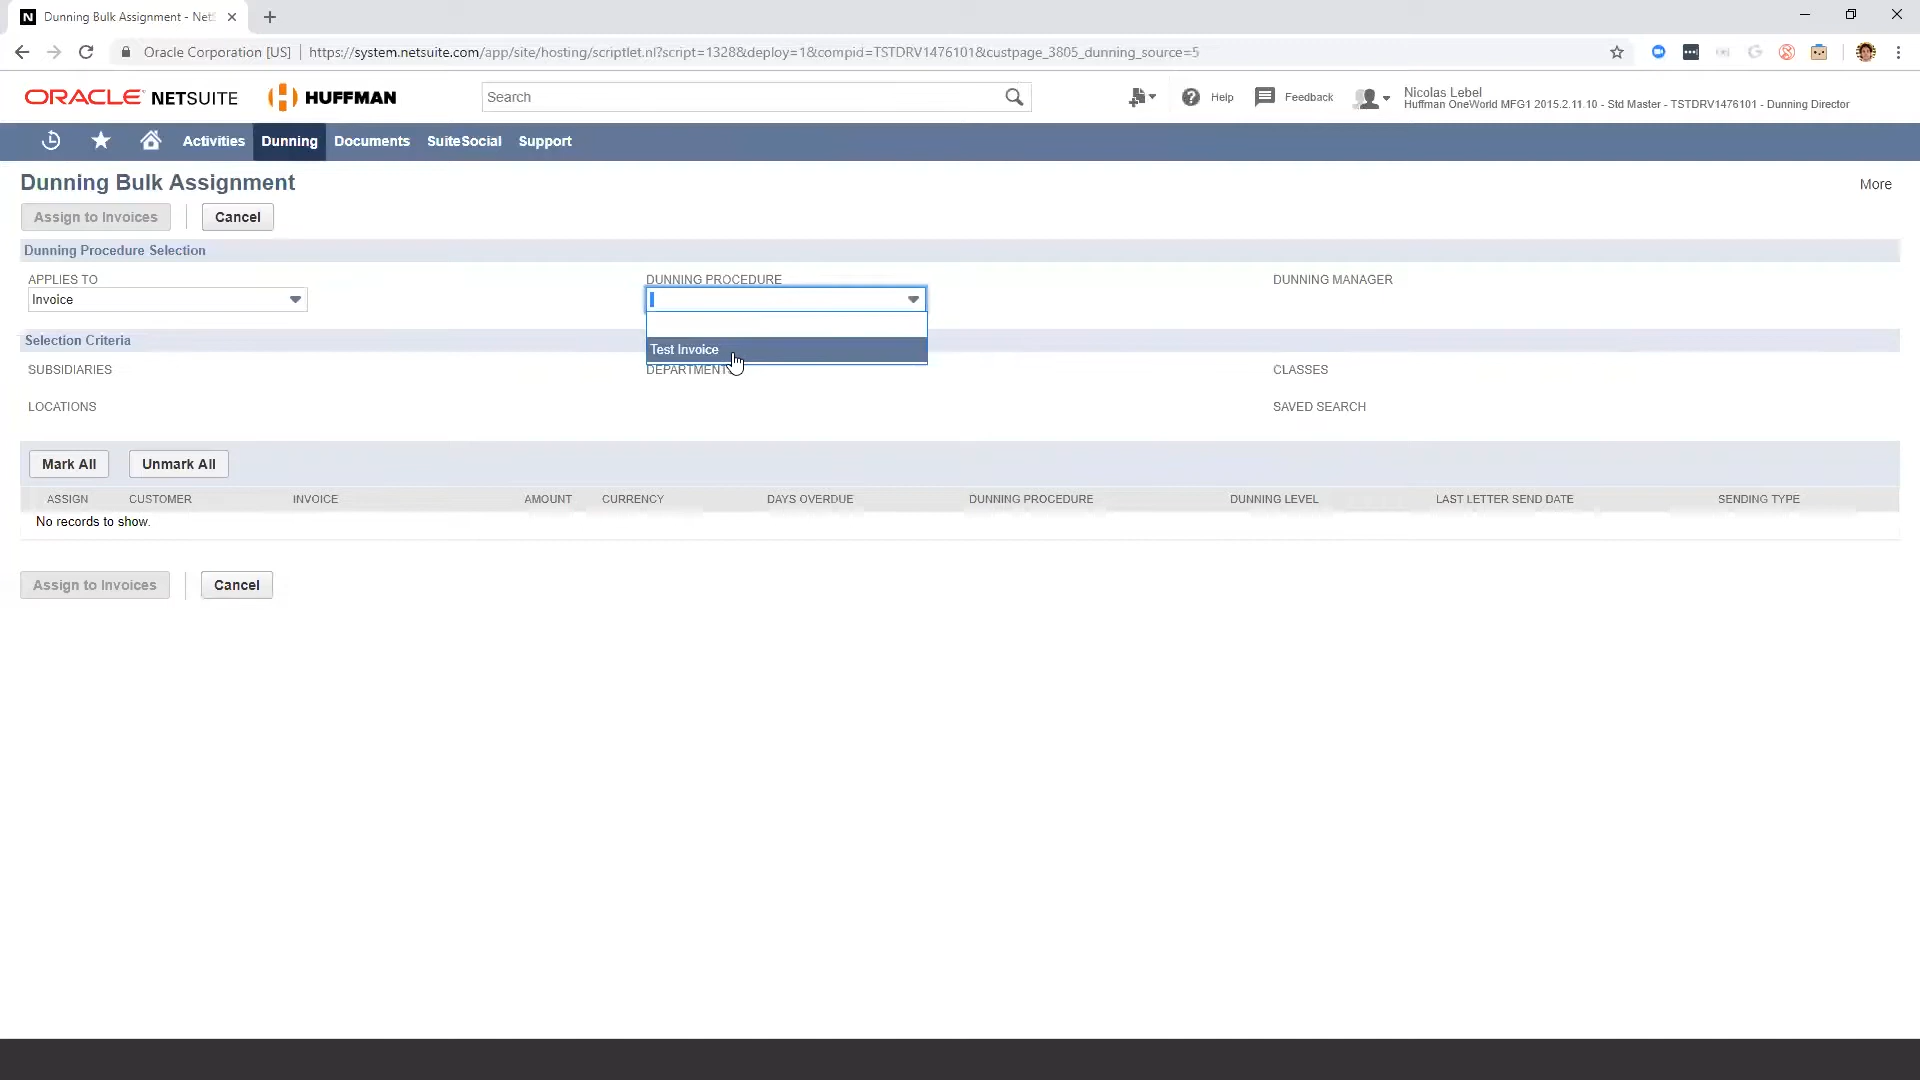 Dunning Bulk Assignment - Net
Oracle Corporation [US] | https://system.netsuite.com/app/site/hosting/scriptlet.nl?script=1328&deploy=1&compid=TSTDRV1476101&custpage_3805_dunning_source=5
ORACLE NETSUITE HUFFMAN
Search
Help
Feedback
Nicolas Lebel
Huffman OneWorld MFG1 2015.2.11.10 - Std Master - TSTDRV1476101 - Dunning Director
Activities Dunning Documents SuiteSocial Support
Dunning Bulk Assignment
More
Assign to Invoices Cancel
Dunning Procedure Selection
APPLIES TO DUNNING PROCEDURE DUNNING MANAGER
Invoice
Selection Criteria
Test Invoice
SUBSIDIARIES DEPARTMENT CLASSES
LOCATIONS SAVED SEARCH
Mark All Unmark All
ASSIGN CUSTOMER INVOICE AMOUNT CURRENCY DAYS OVERDUE DUNNING PROCEDURE DUNNING LEVEL LAST LETTER SEND DATE SENDING TYPE
No records to show.
Assign to Invoices Cancel